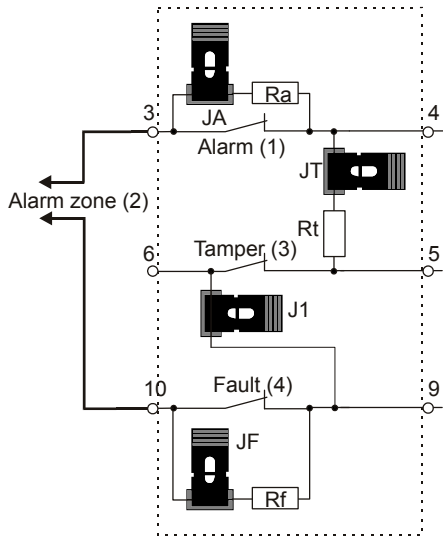 Ra
3
4
JA
Alarm (1)
JT
Alarm zone (2)
Rt
6
Tamper (3)
5
J1
10
Fault (4)
9
JF
Rf